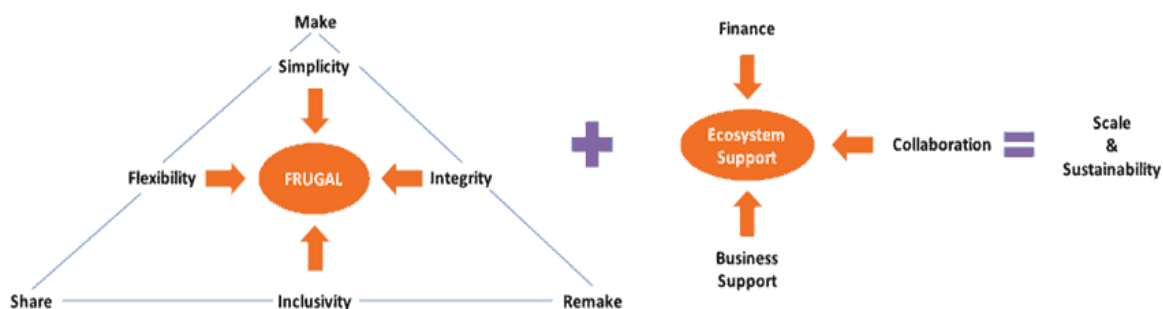 Make
Simplicity
Flexibility
FRUGAL
Integrity
Share
Inclusivity
Remake
Finance
Ecosystem
Support
Collaboration
Business
Support
Scale
&
Sustainability